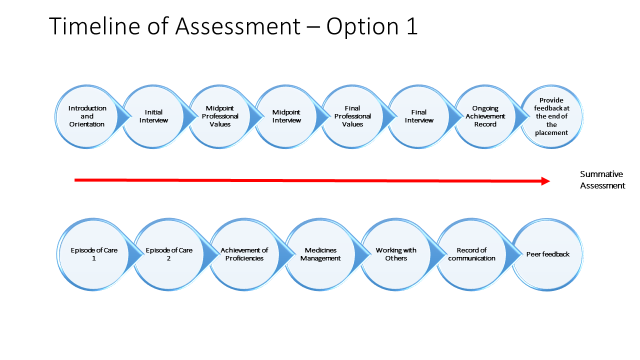 Timeline of Assessment – Option 1
Introduction
and
Orientation
Initial
Interview
Midpoint
Professional
Values
Midpoint
Interview
Final
Professional
Values
Final
Interview
Ongoing
Achievement
Record
Provide
feedback at
the end of
the
placement
Summative
Assessment
Episode of Care
1
Episode of Care
2
Achievement of
Proficiencies
Medicines
Management
Working with
Others
Record of
communication
Peer feedback